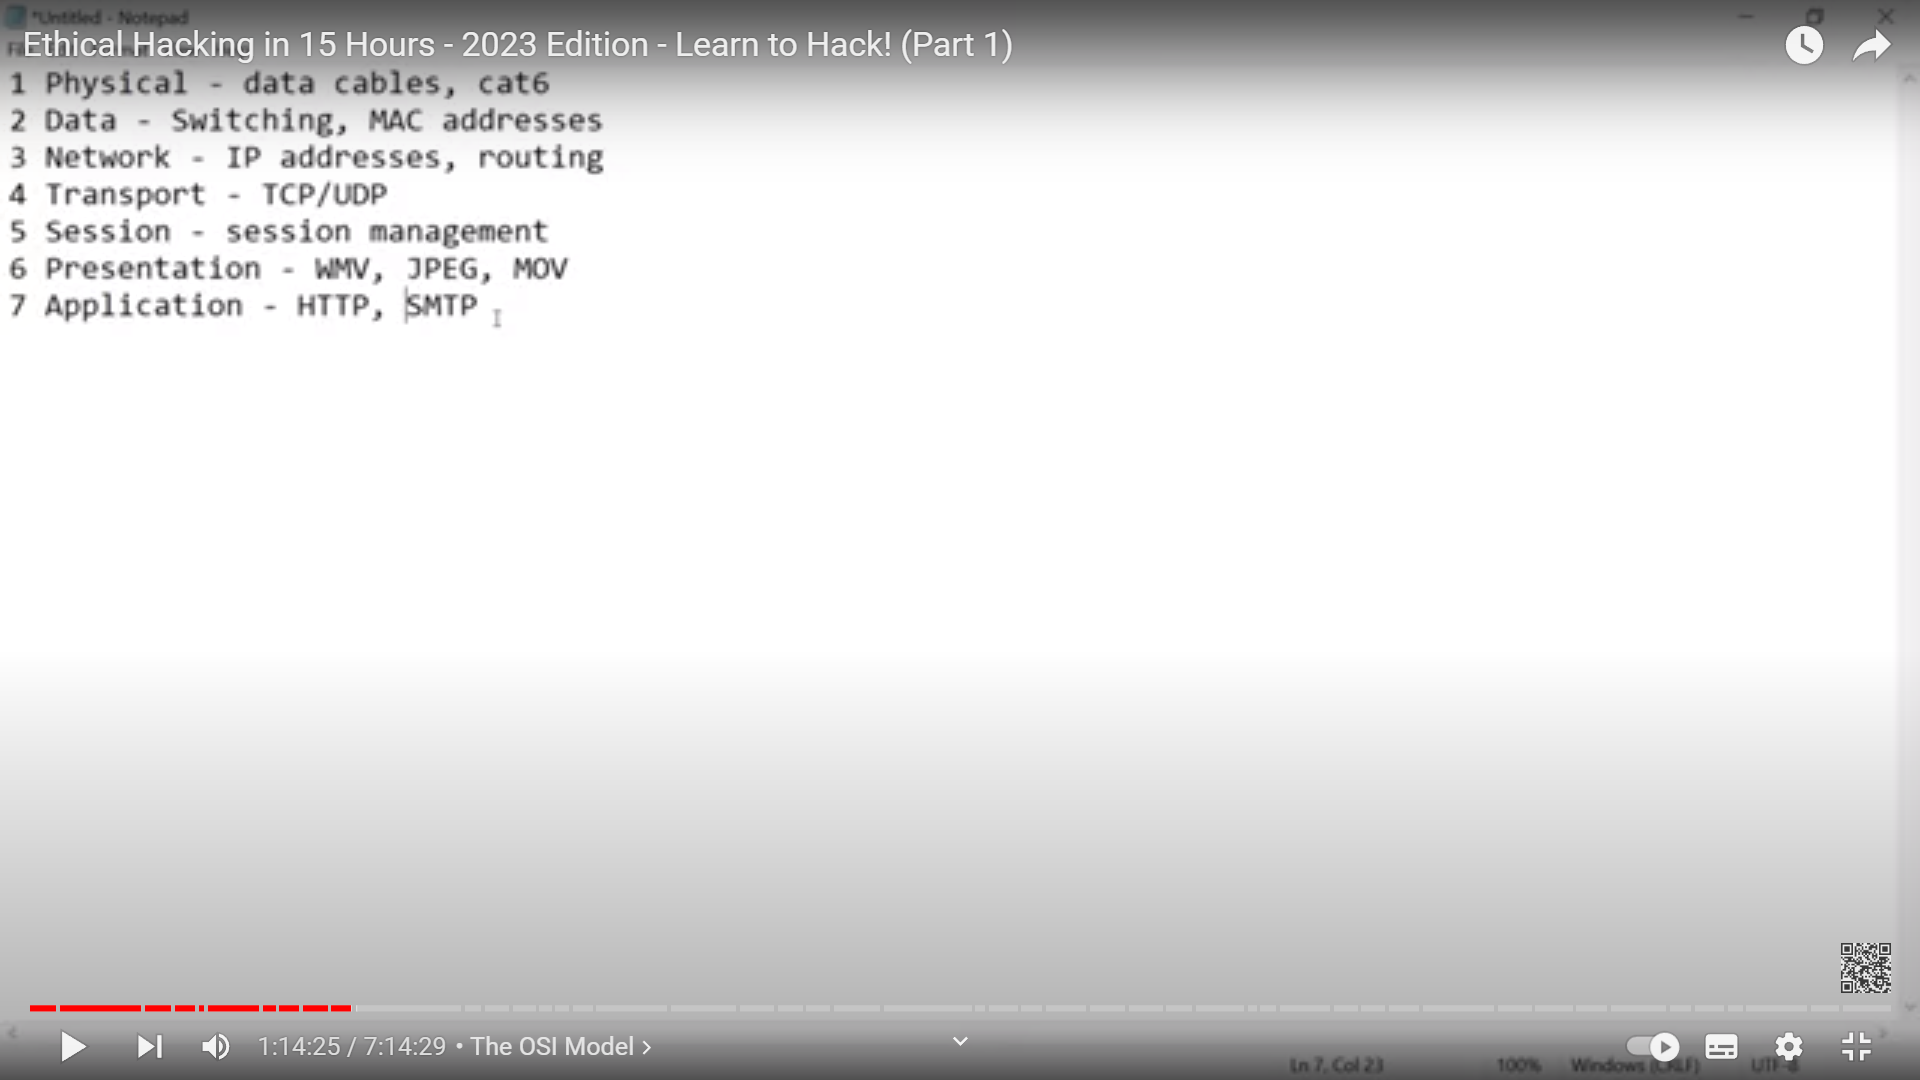 *Untitled - Notepad
Ethical Hacking in 15 Hours - 2023 Edition - Learn to Hack! (Part 1)
1 Physical - data cables, cat6
2 Data - Switching, MAC addresses
3 Network - IP addresses, routing
4 Transport - TCP/UDP
5 Session - session management
6 Presentation - WMV, JPEG, MOV
7 Application - HTTP, SMTP
1:14:25 / 7:14:29 • The OSI Model
Ln 7, Col 23
100%
Windows (CRLF)
UTF-8